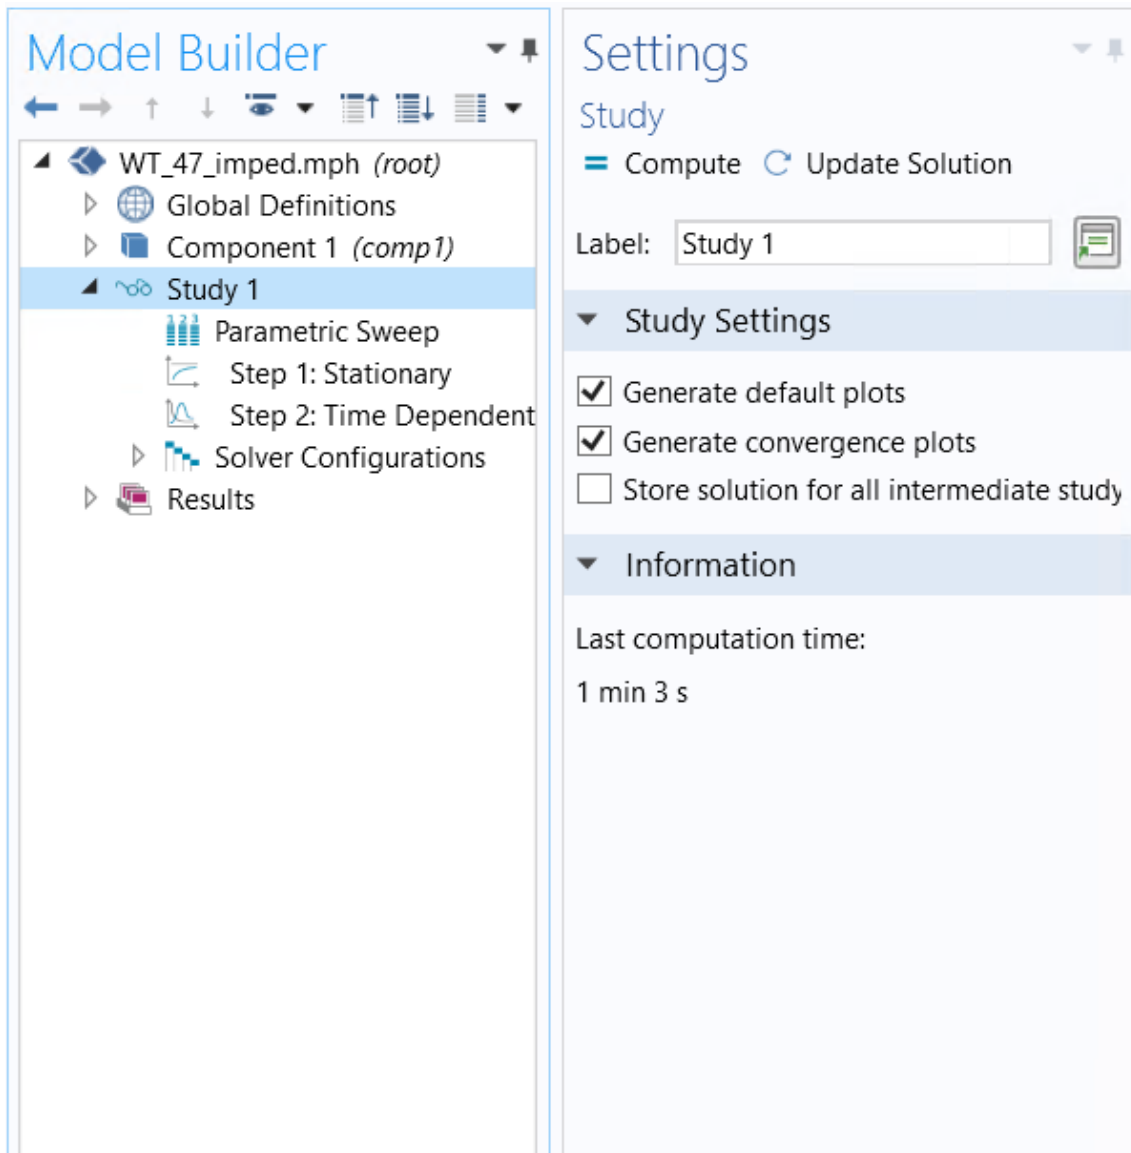 Model Builder
WT_47_imped.mph (root)
Global Definitions
Component 1 (comp1)
Study 1
123
Parametric Sweep
Step 1: Stationary
Step 2: Time Dependent
Solver Configurations
Results
Settings
Study
= Compute Update Solution
Label: Study 1
Study Settings
Generate default plots
Generate convergence plots
Store solution for all intermediate study
Information
Last computation time:
1 min 3 s